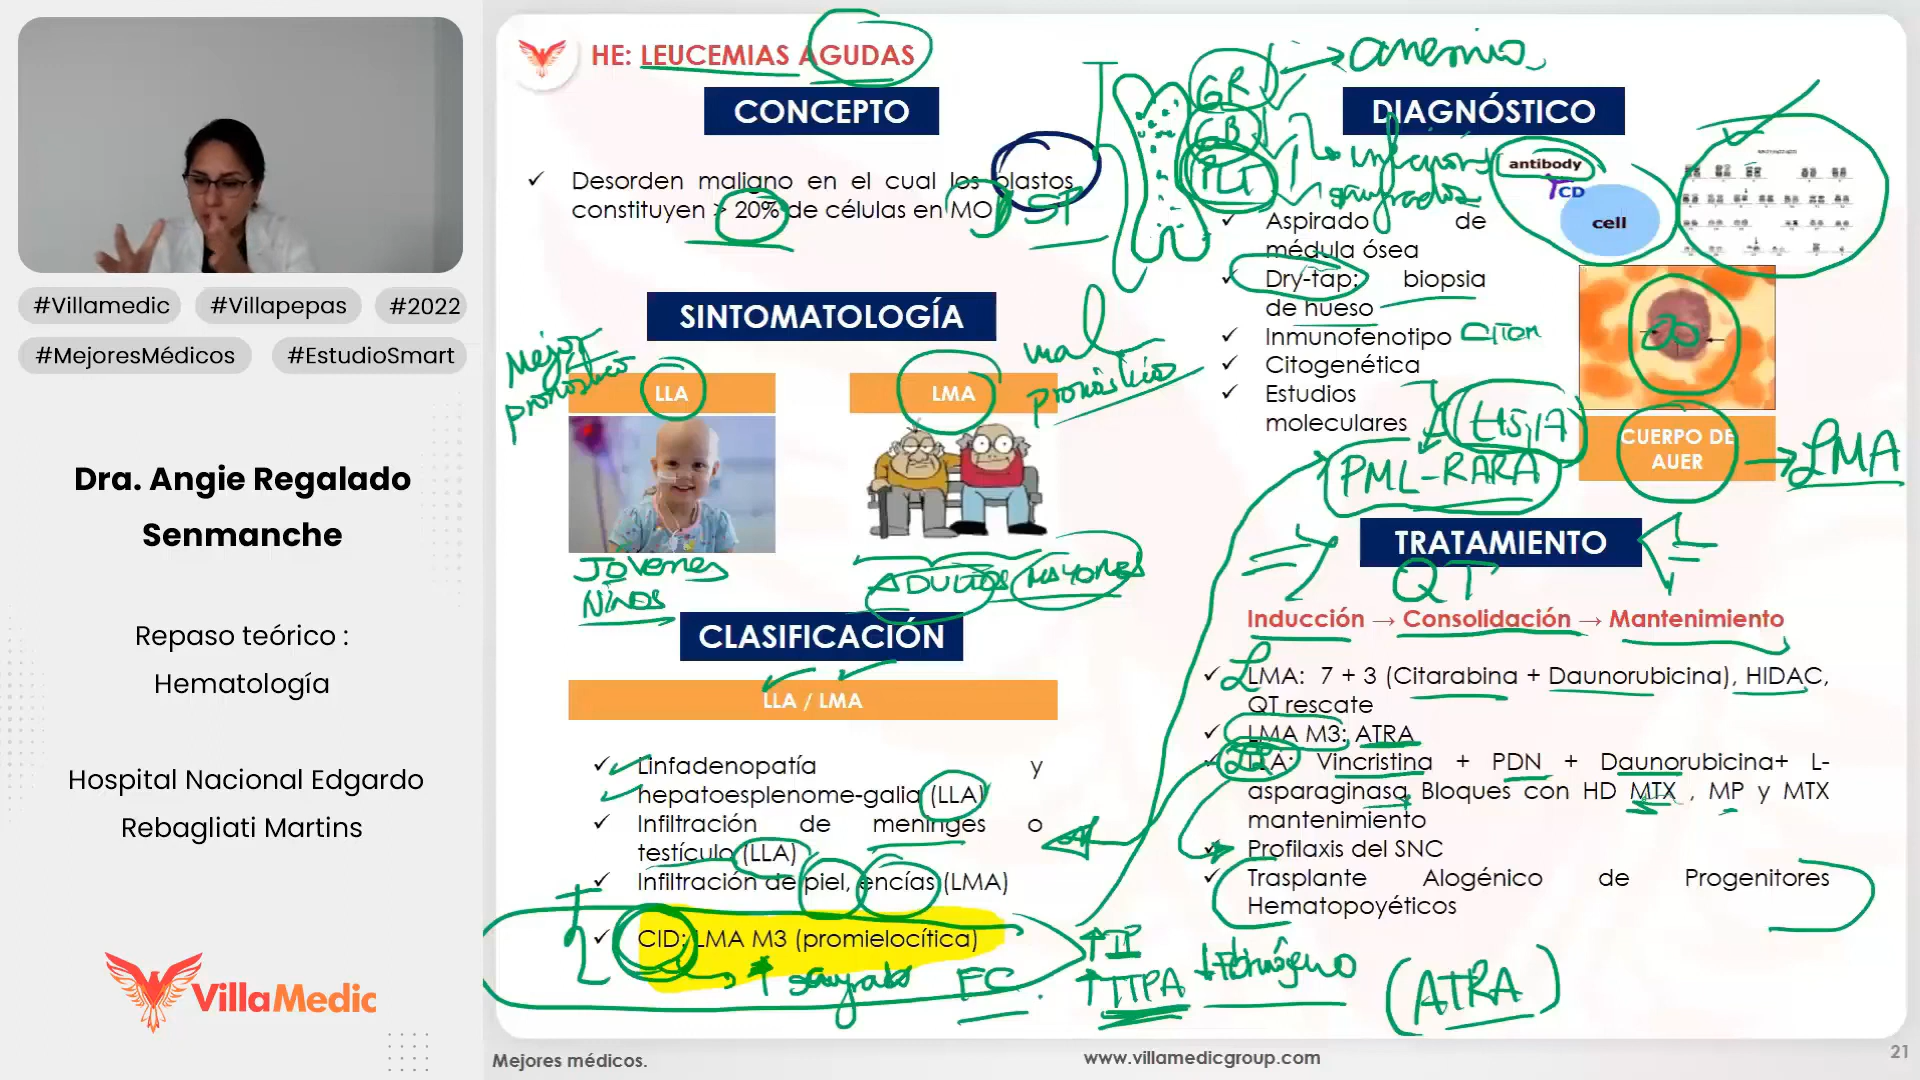 #Villamedic #Villapepas #2022
#MejoresMédicos #EstudioSmart
Dra. Angie Regalado
Senmanche
Repaso teórico :
Hematología
Hospital Nacional Edgardo
Rebagliati Martins
VillaMedic
HE: LEUCEMIAS AGUDAS
CONCEPTO
✓ Desorden maligno en el cual los blastos
constituyen > 20% de células en MO
SP
SINTOMATOLOGÍA
Mejor
pronóstico
LLA
LMA
mal
pronóstico
JOVENES
NIÑOS
ADULTOS MAYORES
CLASIFICACIÓN
LLA / LMA
✓ Linfadenopatía y
hepatoesplenome-galia (LLA)
✓ Infiltración de meninges o
testículo (LLA)
✓ Infiltración de piel, encías (LMA)
✓ CID: LMA M3 (promielocítica)
↑ sangrado FC
↑ TP
↑ TTPA
↓ Fibrinógeno
(ATRA)
GR → anemia
GB → infecciones
PLT → sangrados
DIAGNÓSTICO
antibody
CD
cell
✓ Aspirado de
médula ósea
✓ Dry-tap: biopsia
de hueso
✓ Inmunofenotipo
✓ Citogenética
✓ Estudios
moleculares
t(15,17)
PML-RARA
CUERPO DE
AUER
→ LMA
TRATAMIENTO
QT
Inducción → Consolidación → Mantenimiento
✓ LMA: 7 + 3 (Citarabina + Daunorubicina), HIDAC,
QT rescate
✓ LMA M3: ATRA
✓ LLA: Vincristina + PDN + Daunorubicina+ L-
asparaginasa Bloques con HD MTX , MP y MTX
mantenimiento
✓ Profilaxis del SNC
✓ Trasplante Alogénico de Progenitores
Hematopoyéticos
Mejores médicos.
www.villamedicgroup.com
21